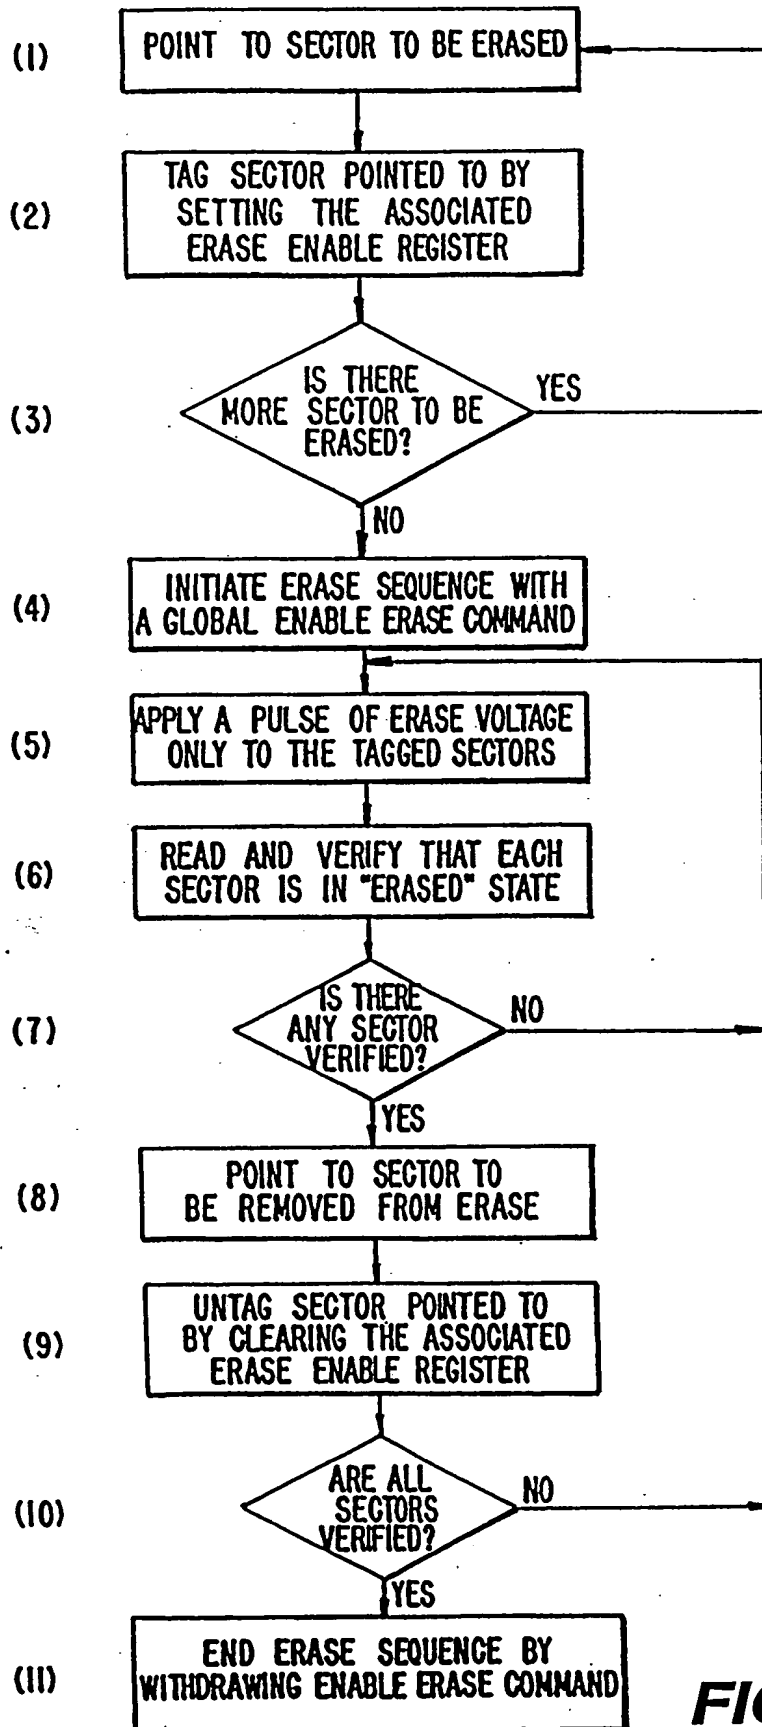 (1)
POINT TO SECTOR TO BE ERASED
(2)
TAG SECTOR POINTED TO BY
SETTING THE ASSOCIATED
ERASE ENABLE REGISTER
(3)
IS THERE
MORE SECTOR TO BE
ERASED?
YES
NO
(4)
INITIATE ERASE SEQUENCE WITH
A GLOBAL ENABLE ERASE COMMAND
(5)
APPLY A PULSE OF ERASE VOLTAGE
ONLY TO THE TAGGED SECTORS
(6)
READ AND VERIFY THAT EACH
SECTOR IS IN "ERASED" STATE
(7)
IS THERE
ANY SECTOR
VERIFIED?
NO
YES
(8)
POINT TO SECTOR TO
BE REMOVED FROM ERASE
(9)
UNTAG SECTOR POINTED TO
BY CLEARING THE ASSOCIATED
ERASE ENABLE REGISTER
(10)
ARE ALL
SECTORS
VERIFIED?
NO
YES
(11)
END ERASE SEQUENCE BY
WITHDRAWING ENABLE ERASE COMMAND
FIG